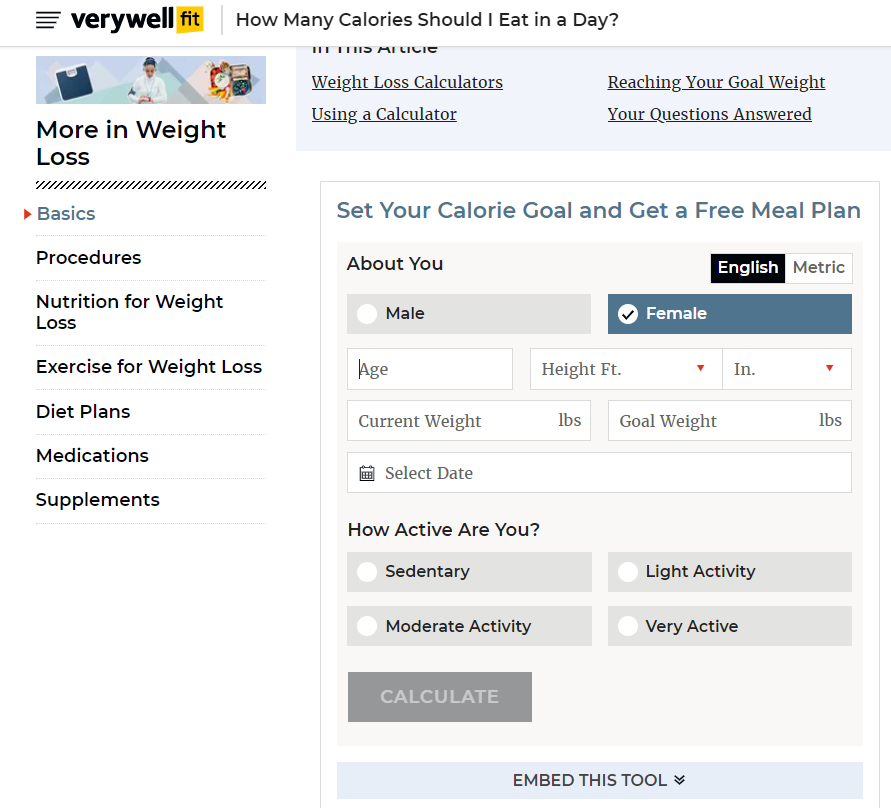 verywell fit
How Many Calories Should I Eat in a Day?
In This Article
Weight Loss Calculators
Reaching Your Goal Weight
Using a Calculator
Your Questions Answered
More in Weight
Loss
Basics
Procedures
Nutrition for Weight
Loss
Exercise for Weight Loss
Diet Plans
Medications
Supplements
Set Your Calorie Goal and Get a Free Meal Plan
About You
English Metric
Male
Female
Age
Height Ft.
In.
Current Weight lbs
Goal Weight lbs
Select Date
How Active Are You?
Sedentary
Light Activity
Moderate Activity
Very Active
CALCULATE
EMBED THIS TOOL